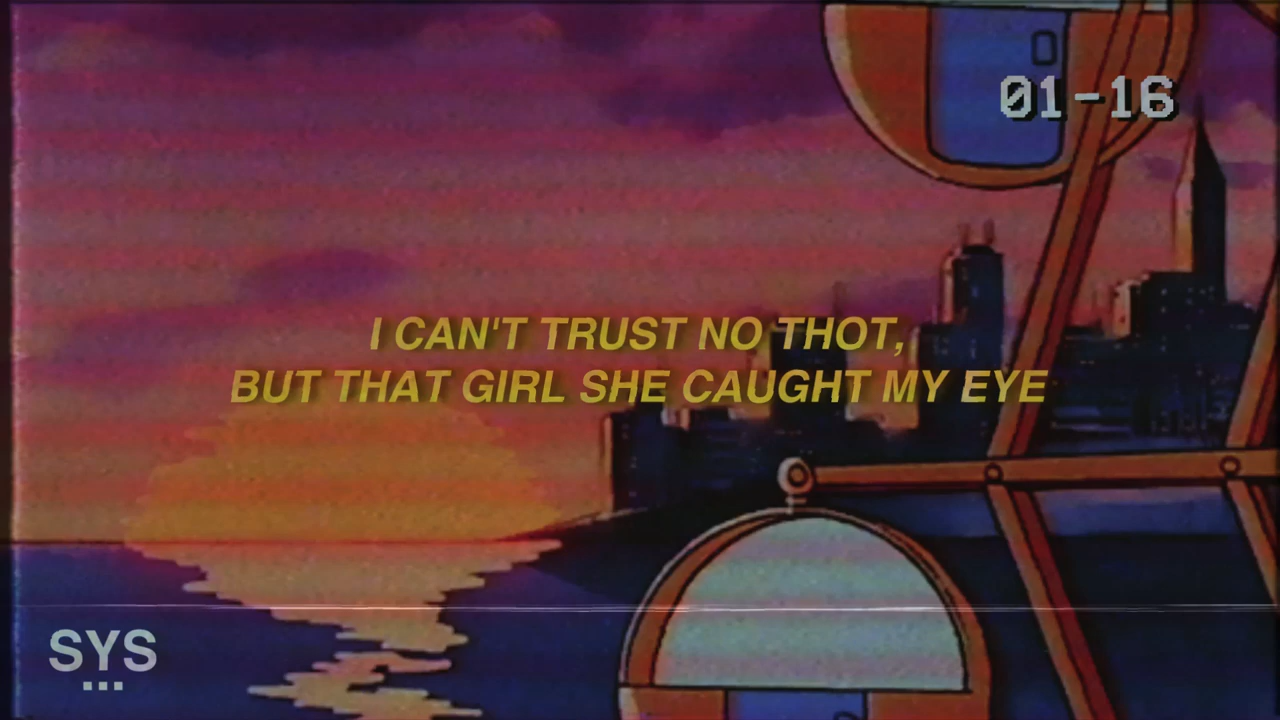 01-16
I CAN'T TRUST NO THOT,
BUT THAT GIRL SHE CAUGHT MY EYE
SYS